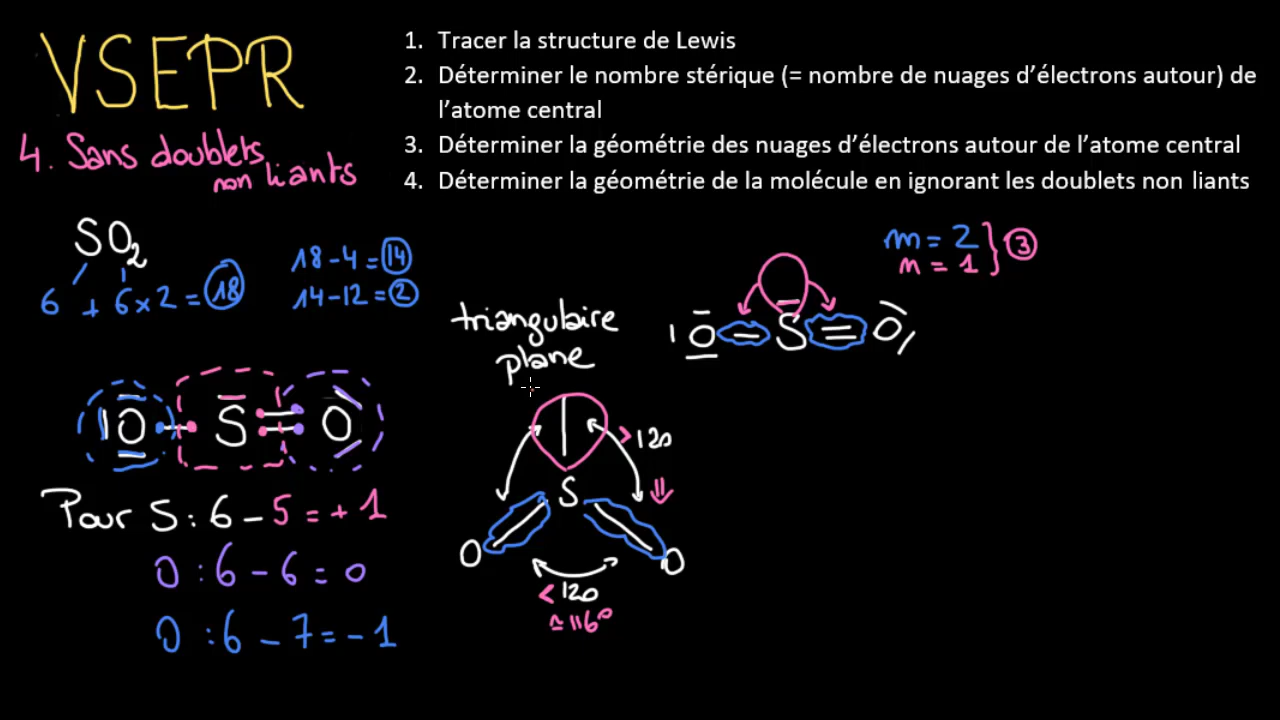 VSEPR
1. Tracer la structure de Lewis
2. Déterminer le nombre stérique (= nombre de nuages d'électrons autour) de
l'atome central
3. Déterminer la géométrie des nuages d'électrons autour de l'atome central
4. Déterminer la géométrie de la molécule en ignorant les doublets non liants
4. Sans doublets
non liants
SO₂
6 + 6 × 2 = 18
18 - 4 = 14
14 - 12 = 2
m = 2
n = 1
3
triangulaire
plane
O = S = O
O - S = O
Pour S : 6 - 5 = + 1
O : 6 - 6 = 0
O : 6 - 7 = - 1
> 120
S
O O
< 120
≃ 116°